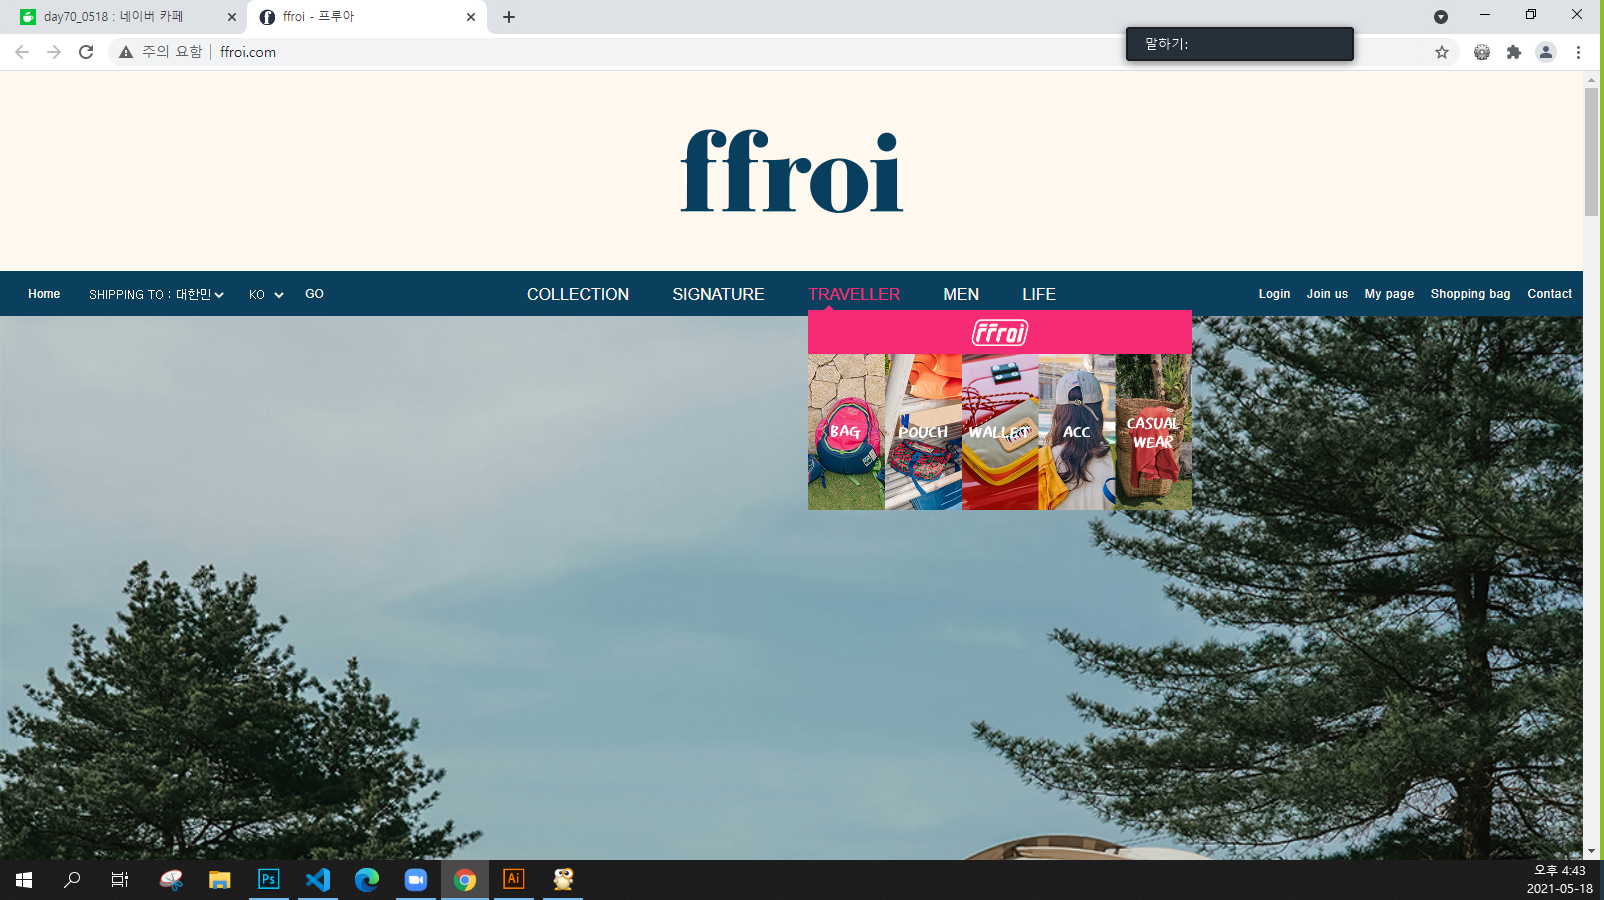 day70_0518 : 네이버 카페
ffroi - 프루아
주의 요함
ffroi.com
말하기:
ffroi
Home
SHIPPING TO : 대한민
KO
GO
COLLECTION
SIGNATURE
TRAVELLER
MEN
LIFE
Login
Join us
My page
Shopping bag
Contact
ffroi
BAG
POUCH
WALLET
ACC
CASUAL
WEAR
Ps
Ai
오후 4:43
2021-05-18